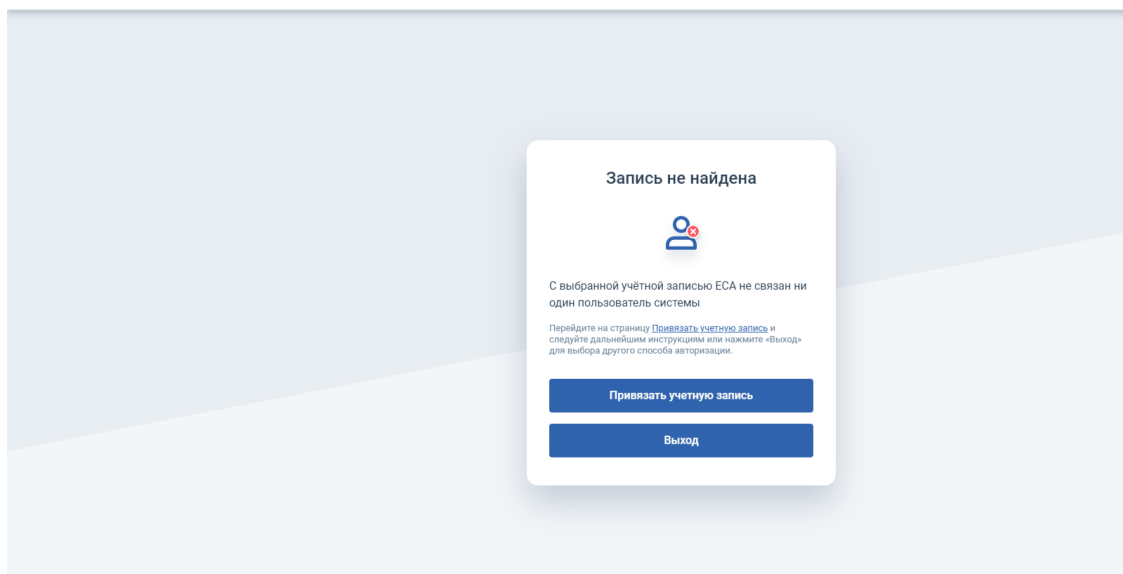 Запись не найдена
С выбранной учётной записью ЕСА не связан ни
один пользователь системы
Перейдите на страницу Привязать учетную запись и
следуйте дальнейшим инструкциям или нажмите «Выход»
для выбора другого способа авторизации.
Привязать учетную запись
Выход